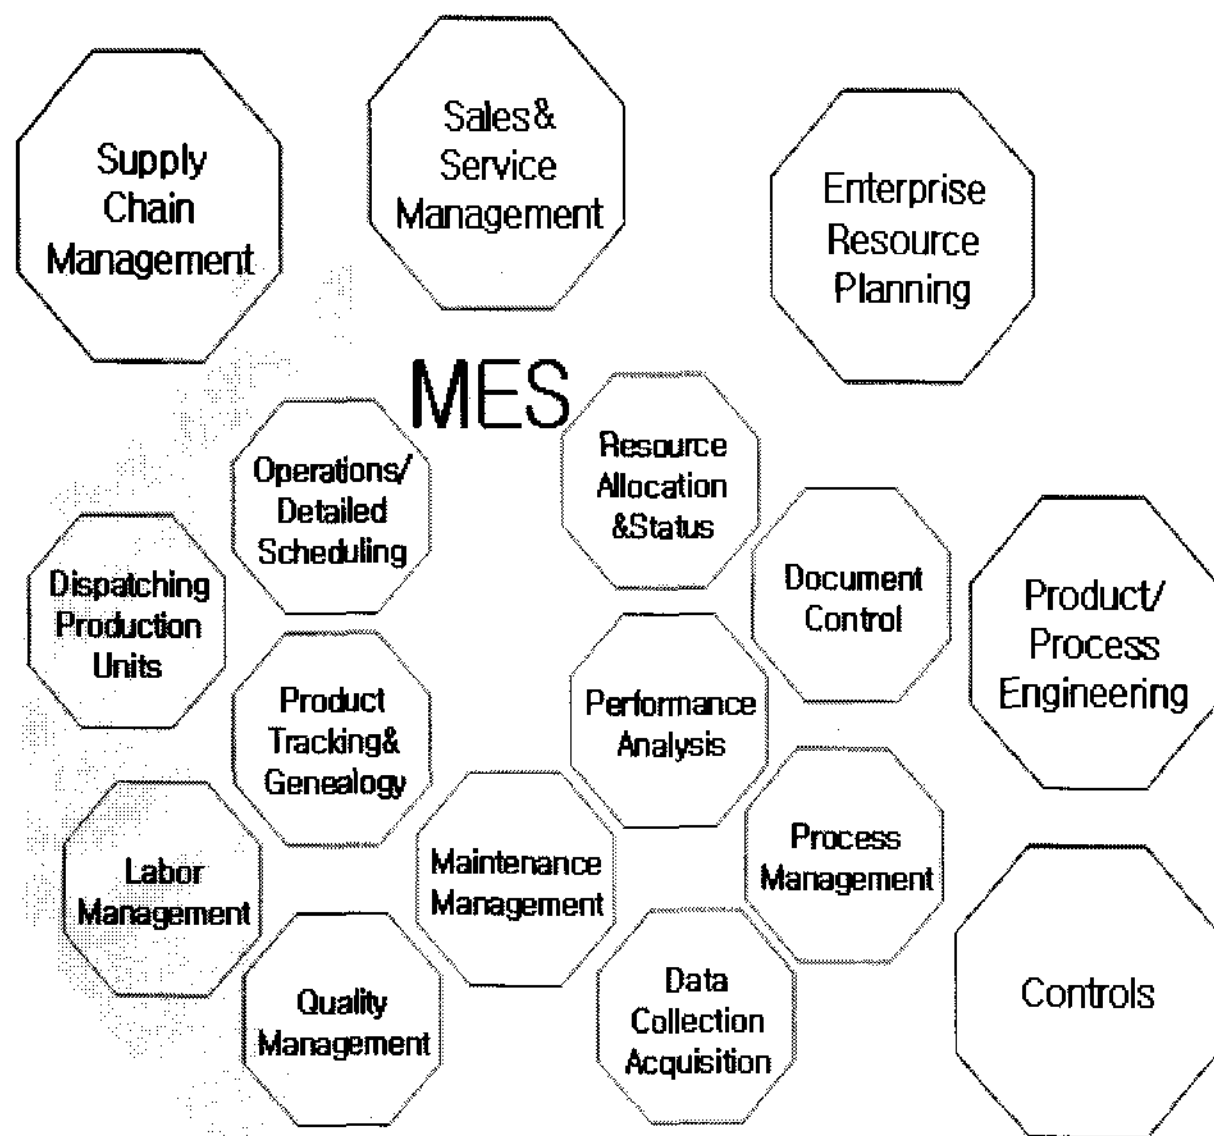 Supply
Chain
Management
Sales&
Service
Management
Enterprise
Resource
Planning
MES
Operations/
Detailed
Scheduling
Resource
Allocation
&Status
Dispatching
Production
Units
Document
Control
Product/
Process
Engineering
Product
Tracking&
Genealogy
Performance
Analysis
Labor
Management
Maintenance
Management
Process
Management
Quality
Management
Data
Collection
Acquisition
Controls